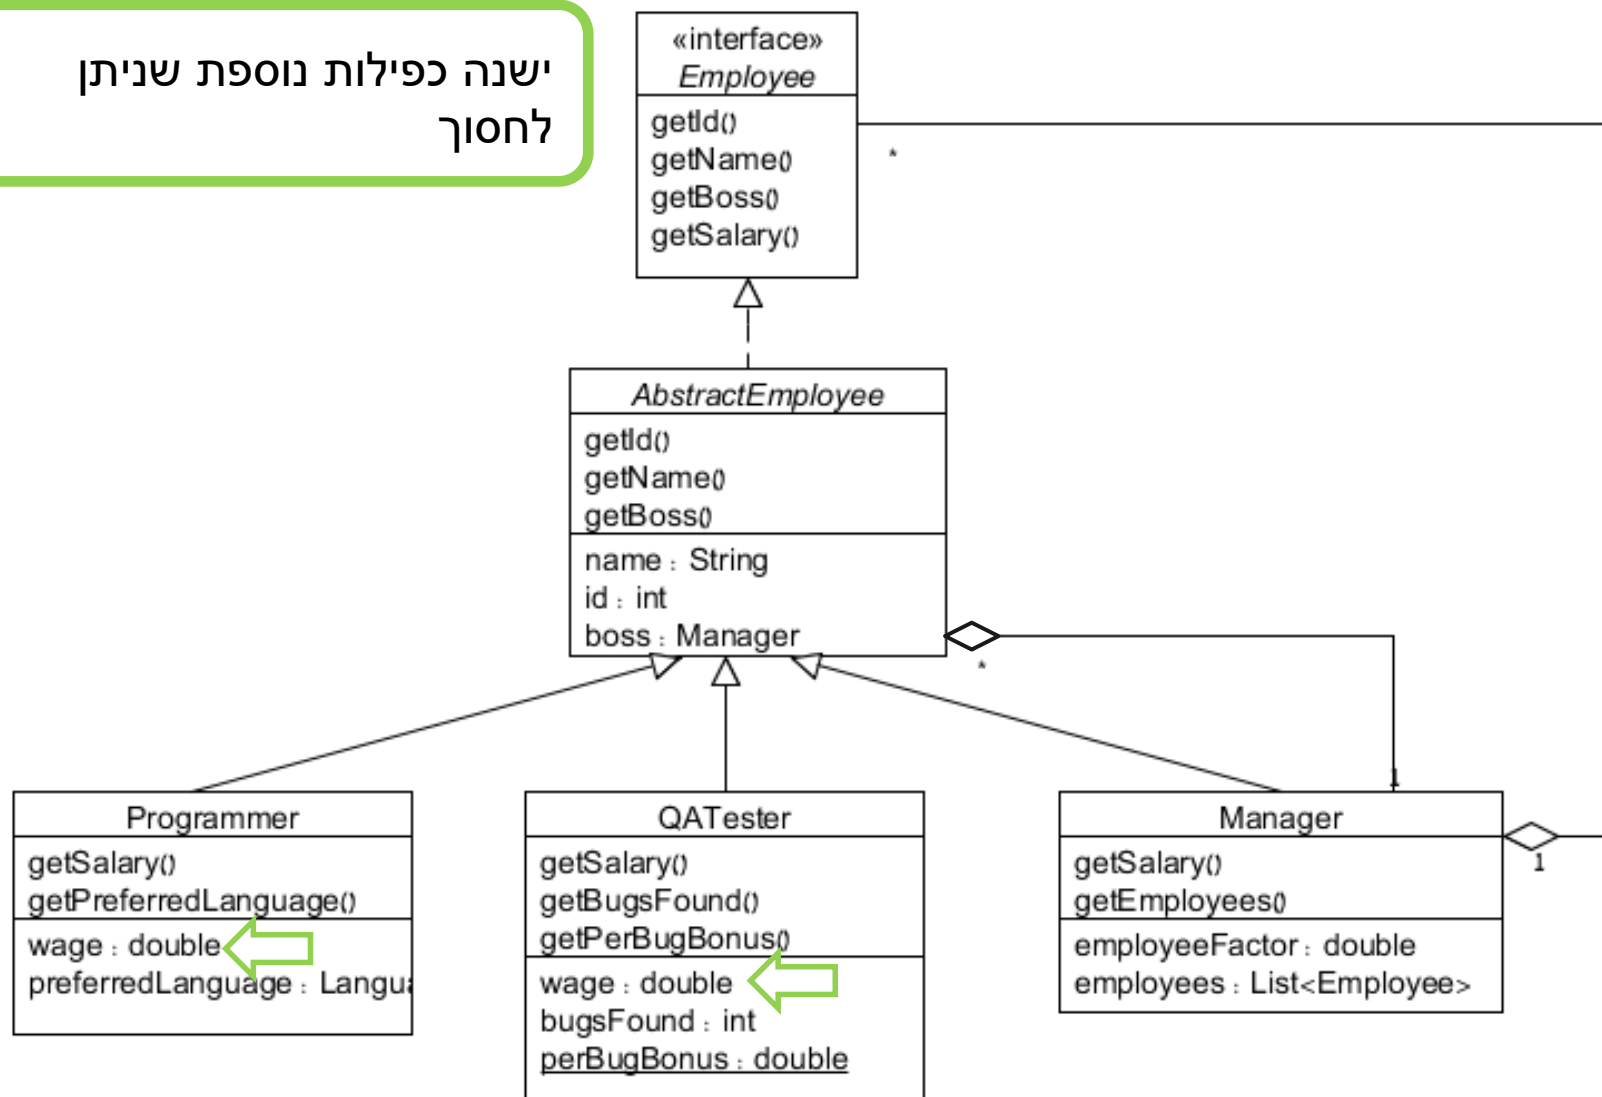 ישנה כפילות נוספת שניתן
לחסוך
«interface»
Employee
getId()
getName()
getBoss()
getSalary()
*
AbstractEmployee
getId()
getName()
getBoss()
name : String
id : int
boss : Manager
*
1
Programmer
getSalary()
getPreferredLanguage()
wage : double
preferredLanguage : Langua
QATester
getSalary()
getBugsFound()
getPerBugBonus()
wage : double
bugsFound : int
perBugBonus : double
Manager
getSalary()
getEmployees()
employeeFactor : double
employees : List<Employee>
1